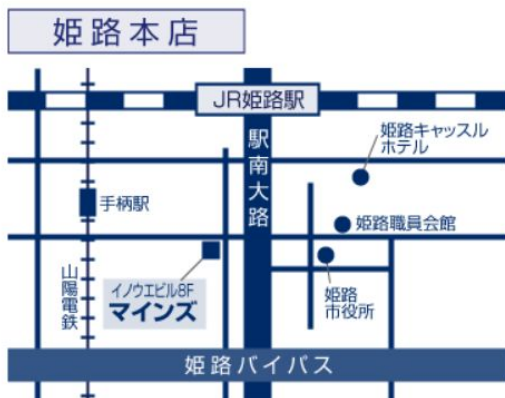 姫路本店
JR姫路駅
駅南大路
姫路キャッスル
ホテル
手柄駅
姫路職員会館
山陽電鉄
イノウエビル8F
マインズ
姫路
市役所
姫路バイパス